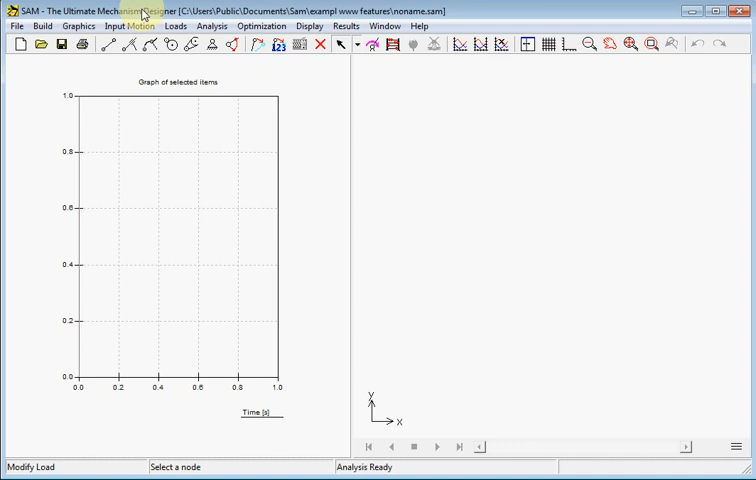 SAM - The Ultimate Mechanism Designer [C:\Users\Public\Documents\Sam\exampl www features\noname.sam]
File Build Graphics Input Motion Loads Analysis Optimization Display Results Window Help
123
Graph of selected items
1.0
0.8
0.6
0.4
0.2
0.0
0.0 0.2 0.4 0.6 0.8 1.0
Time [s]
y
x
Modify Load Select a node Analysis Ready